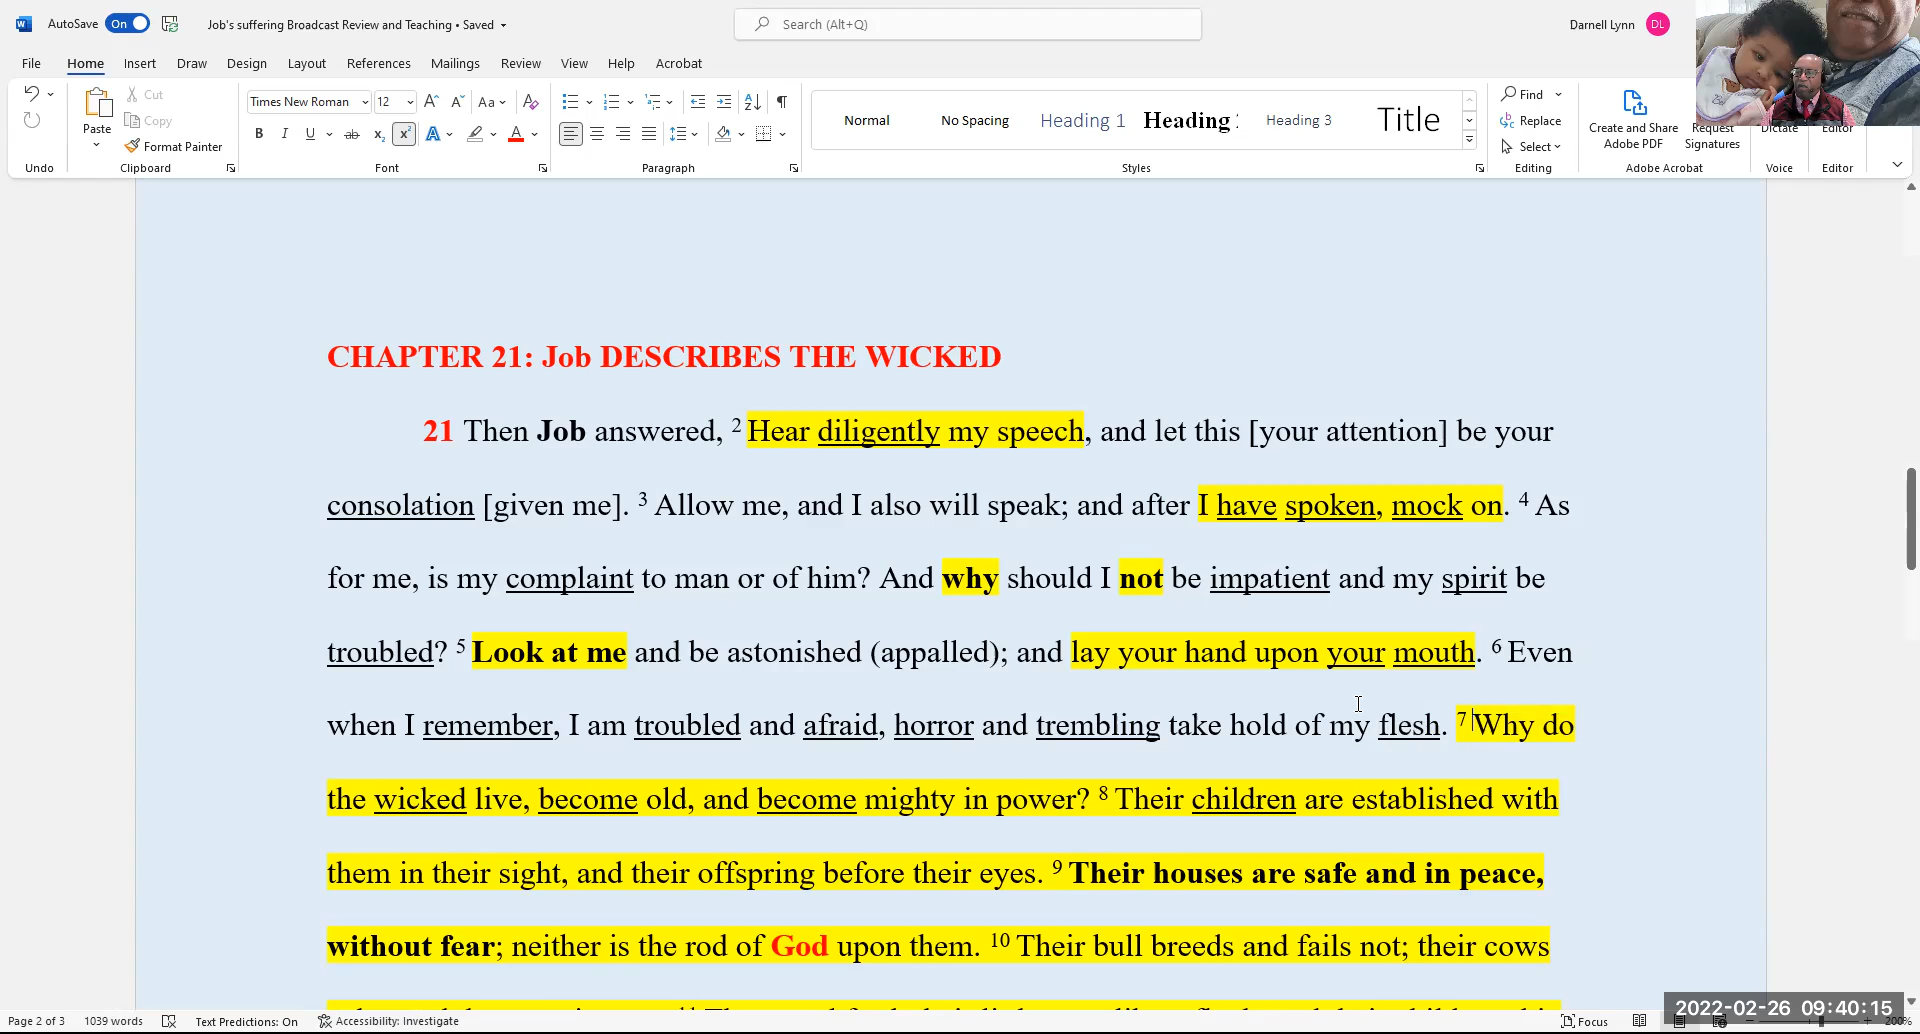 AutoSave On Job's suffering Broadcast Review and Teaching • Saved Search (Alt+Q) Darnell Lynn DL
File Home Insert Draw Design Layout References Mailings Review View Help Acrobat
Times New Roman 12 Aa
Paste Cut Copy Format Painter
Normal No Spacing Heading 1 Heading Heading 3 Title
Find Replace Select
Create and Share Adobe PDF Request Signatures Dictate Editor
Undo Clipboard Font Paragraph Styles Editing Adobe Acrobat Voice Editor
CHAPTER 21: Job DESCRIBES THE WICKED
21 Then Job answered, 2 Hear diligently my speech, and let this [your attention] be your
consolation [given me]. 3 Allow me, and I also will speak; and after I have spoken, mock on. 4 As
for me, is my complaint to man or of him? And why should I not be impatient and my spirit be
troubled? 5 Look at me and be astonished (appalled); and lay your hand upon your mouth. 6 Even
when I remember, I am troubled and afraid, horror and trembling take hold of my flesh. 7 Why do
the wicked live, become old, and become mighty in power? 8 Their children are established with
them in their sight, and their offspring before their eyes. 9 Their houses are safe and in peace,
without fear; neither is the rod of God upon them. 10 Their bull breeds and fails not; their cows
2022-02-26 09:40:15
Page 2 of 3 1039 words Text Predictions: On Accessibility: Investigate Focus 200%